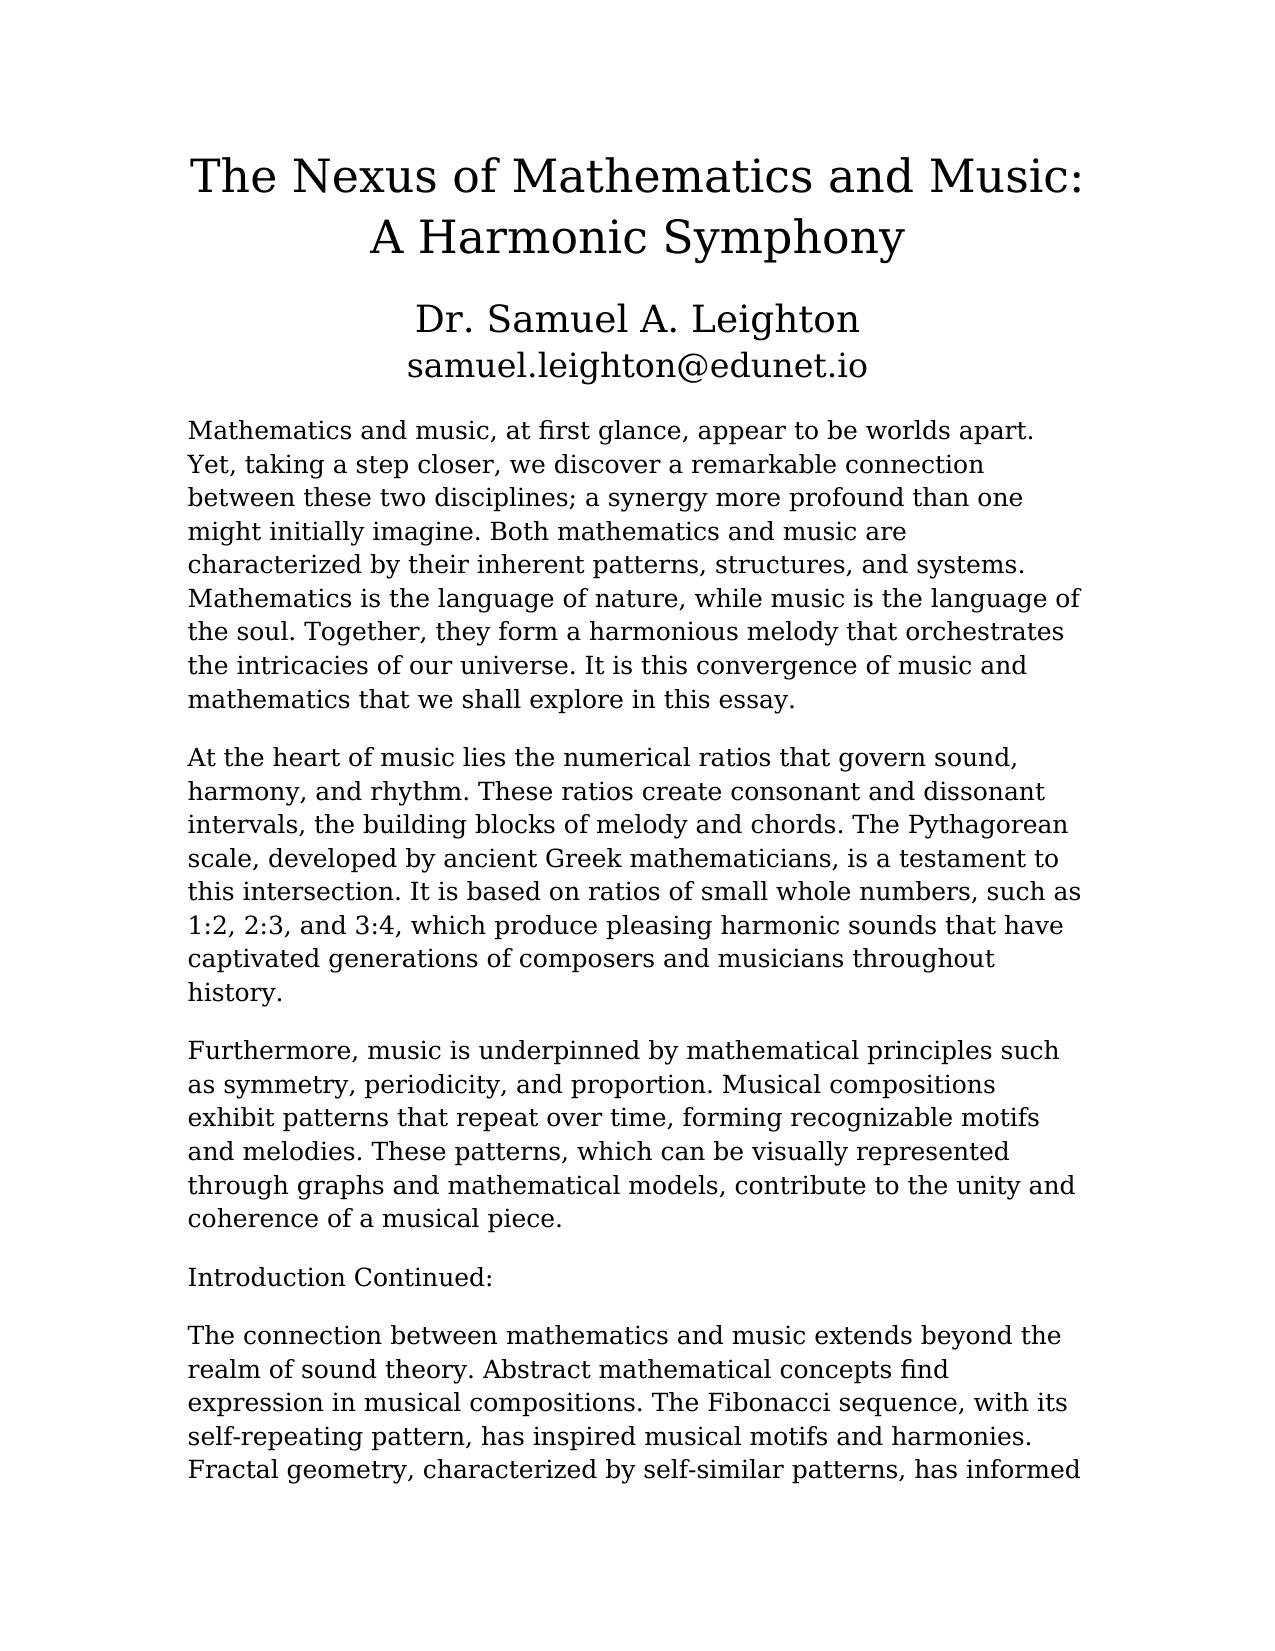 The Nexus of Mathematics and Music:
A Harmonic Symphony
Dr. Samuel A. Leighton
samuel.leighton@edunet.io
Mathematics and music, at first glance, appear to be worlds apart.
Yet, taking a step closer, we discover a remarkable connection
between these two disciplines; a synergy more profound than one
might initially imagine. Both mathematics and music are
characterized by their inherent patterns, structures, and systems.
Mathematics is the language of nature, while music is the language of
the soul. Together, they form a harmonious melody that orchestrates
the intricacies of our universe. It is this convergence of music and
mathematics that we shall explore in this essay.
At the heart of music lies the numerical ratios that govern sound,
harmony, and rhythm. These ratios create consonant and dissonant
intervals, the building blocks of melody and chords. The Pythagorean
scale, developed by ancient Greek mathematicians, is a testament to
this intersection. It is based on ratios of small whole numbers, such as
1:2, 2:3, and 3:4, which produce pleasing harmonic sounds that have
captivated generations of composers and musicians throughout
history.
Furthermore, music is underpinned by mathematical principles such
as symmetry, periodicity, and proportion. Musical compositions
exhibit patterns that repeat over time, forming recognizable motifs
and melodies. These patterns, which can be visually represented
through graphs and mathematical models, contribute to the unity and
coherence of a musical piece.
Introduction Continued:
The connection between mathematics and music extends beyond the
realm of sound theory. Abstract mathematical concepts find
expression in musical compositions. The Fibonacci sequence, with its
self-repeating pattern, has inspired musical motifs and harmonies.
Fractal geometry, characterized by self-similar patterns, has informed